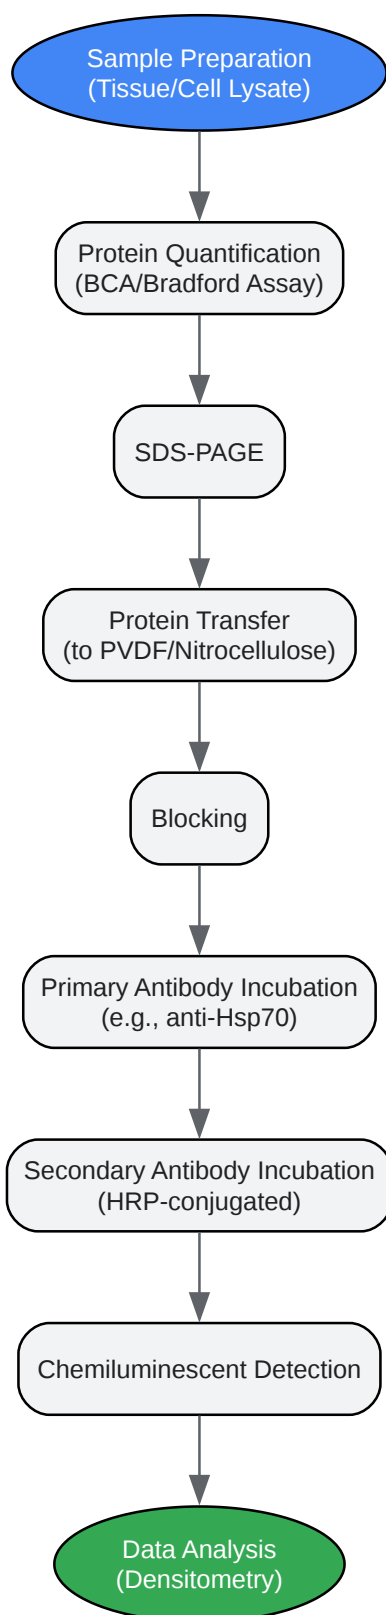 Sample Preparation
(Tissue/Cell Lysate)
Protein Quantification
(BCA/Bradford Assay)
SDS-PAGE
Protein Transfer
(to PVDF/Nitrocellulose)
Blocking
Primary Antibody Incubation
(e.g., anti-Hsp70)
Secondary Antibody Incubation
(HRP-conjugated)
Chemiluminescent Detection
Data Analysis
(Densitometry)